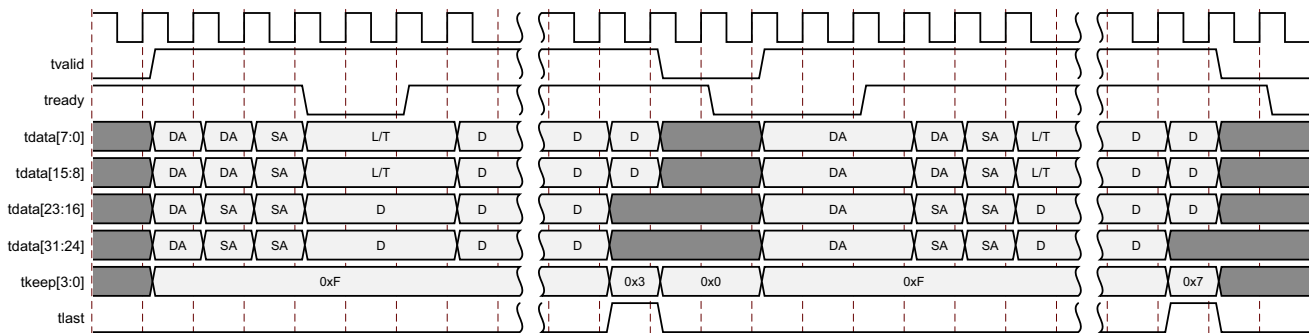 tvalid
tready
tdata[7:0] DA DA SA L/T D D D DA DA SA L/T D D
tdata[15:8] DA DA SA L/T D D D DA DA SA L/T D D
tdata[23:16] DA SA SA D D D DA SA SA D D D
tdata[31:24] DA SA SA D D D DA SA SA D D
tkeep[3:0] 0xF 0x3 0x0 0xF 0x7
tlast